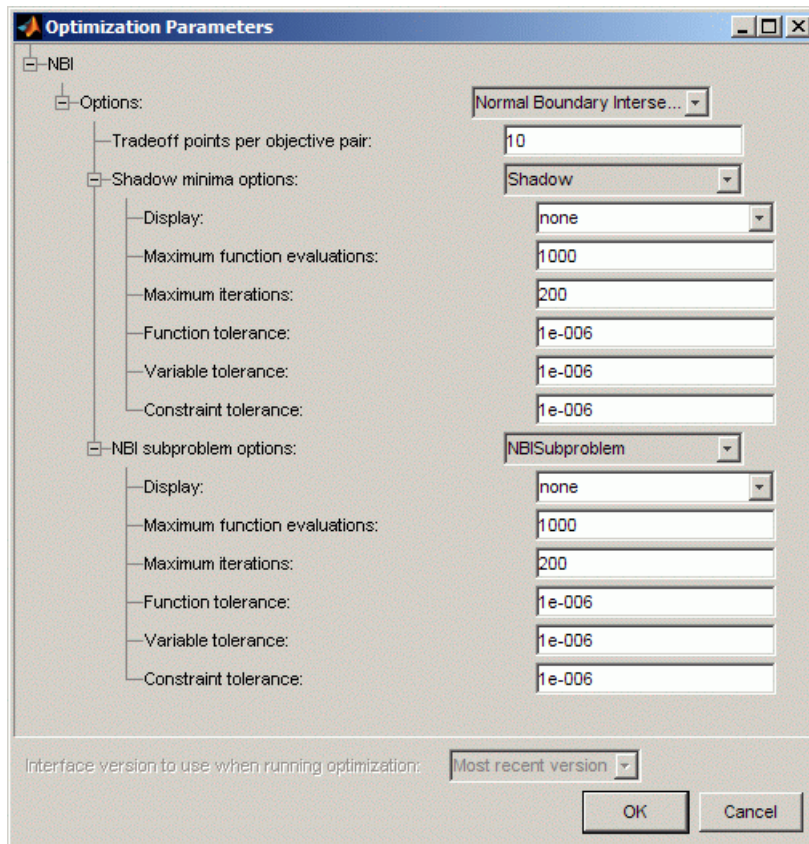 Optimization Parameters
NBI
Options: Normal Boundary Interse...
Tradeoff points per objective pair: 10
Shadow minima options: Shadow
Display: none
Maximum function evaluations: 1000
Maximum iterations: 200
Function tolerance: 1e-006
Variable tolerance: 1e-006
Constraint tolerance: 1e-006
NBI subproblem options: NBISubproblem
Display: none
Maximum function evaluations: 1000
Maximum iterations: 200
Function tolerance: 1e-006
Variable tolerance: 1e-006
Constraint tolerance: 1e-006
Interface version to use when running optimization: Most recent version
OK Cancel